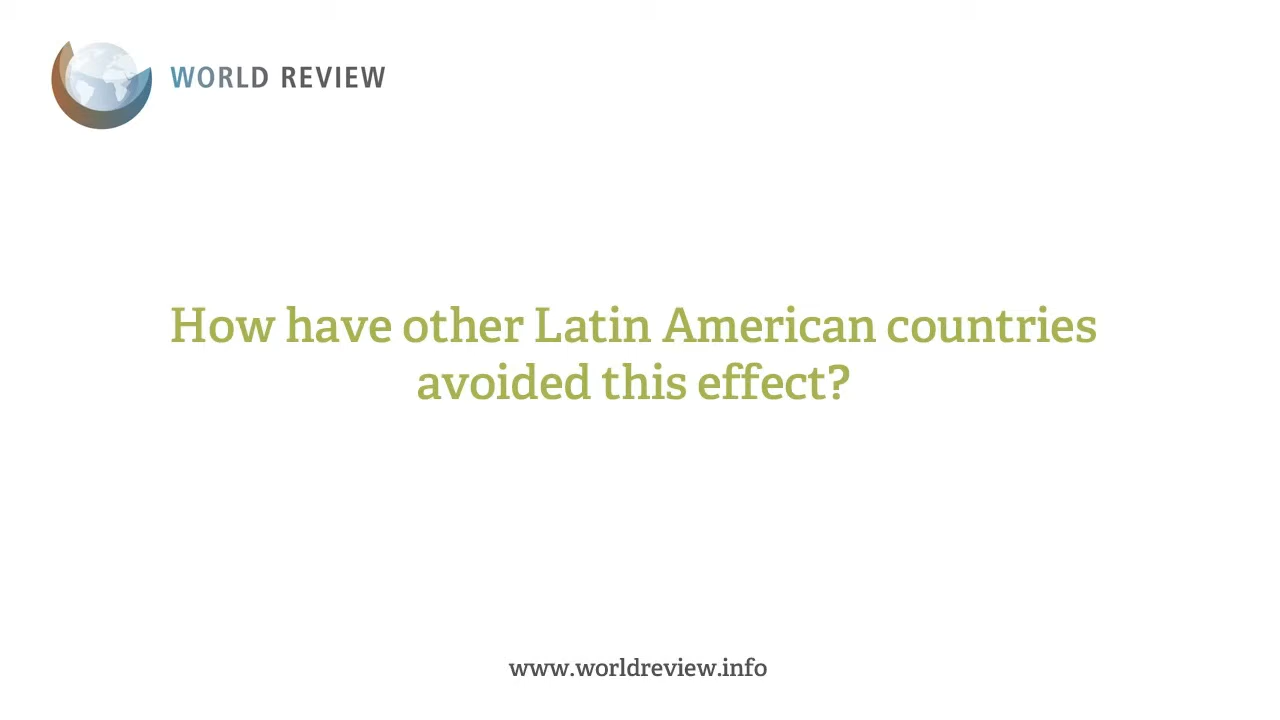 WORLD REVIEW
How have other Latin American countries
avoided this effect?
www.worldreview.info